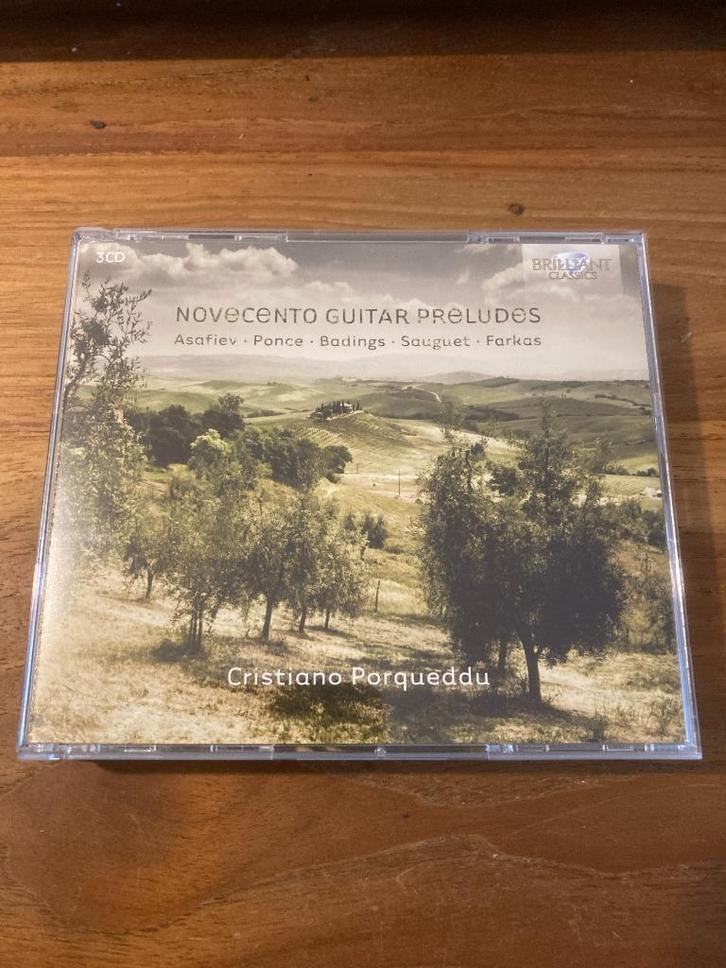 3CD
BRILLIANT
CLASSICS
NOVECENTO GUITAR PRELUDES
Asafiev · Ponce · Badings · Sauguet · Farkas
Cristiano Porqueddu